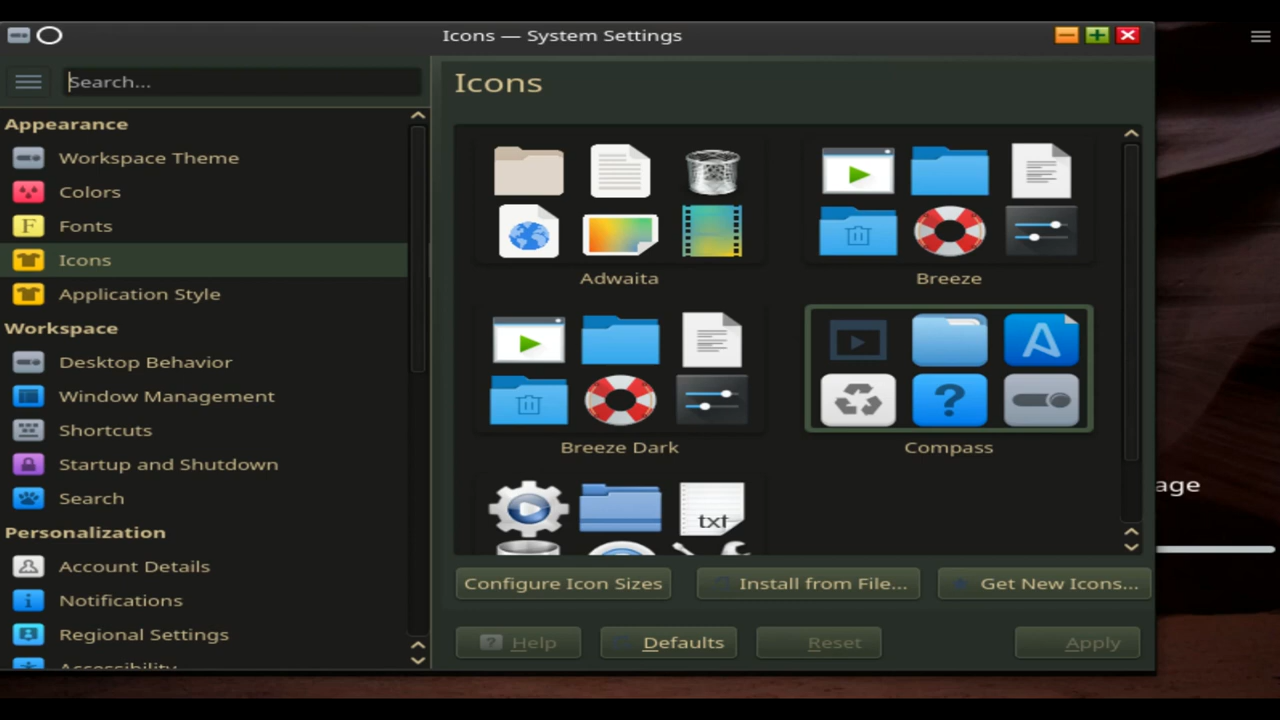 Icons — System Settings
Search...
Icons
Appearance
Workspace Theme
Colors
Fonts
Icons
Application Style
Workspace
Desktop Behavior
Window Management
Shortcuts
Startup and Shutdown
Search
Personalization
Account Details
Notifications
Regional Settings
Accessibility
Adwaita
Breeze
Breeze Dark
Compass
txt
Configure Icon Sizes
Install from File...
Get New Icons...
Help
Defaults
Reset
Apply
age